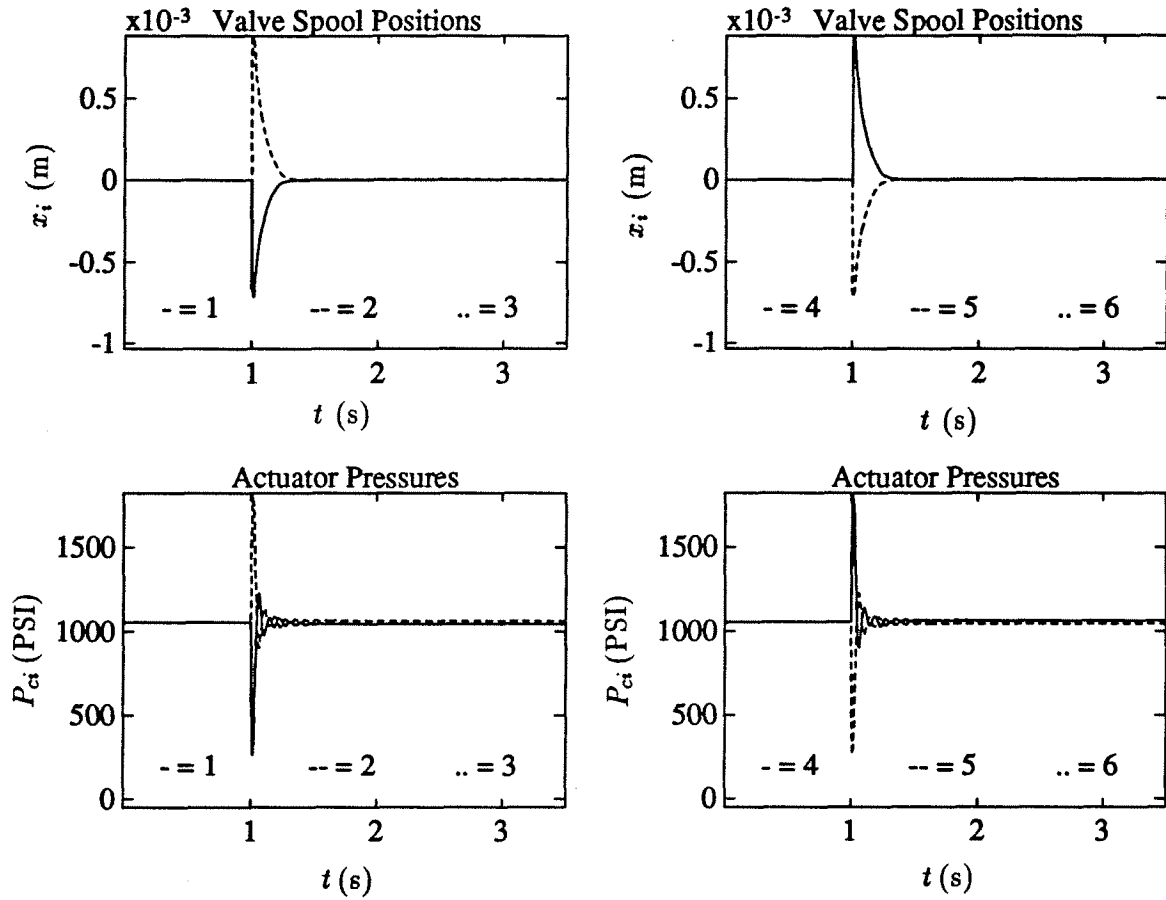 x10-3 Valve Spool Positions
0.5
0
-0.5
-1
xᵢ (m)
- = 1 -- = 2 .. = 3
1 2 3
t (s)
x10-3 Valve Spool Positions
0.5
0
-0.5
-1
xᵢ (m)
- = 4 -- = 5 .. = 6
1 2 3
t (s)
Actuator Pressures
1500
1000
500
0
P_ci (PSI)
- = 1 -- = 2 .. = 3
1 2 3
t (s)
Actuator Pressures
1500
1000
500
0
P_ci (PSI)
- = 4 -- = 5 .. = 6
1 2 3
t (s)